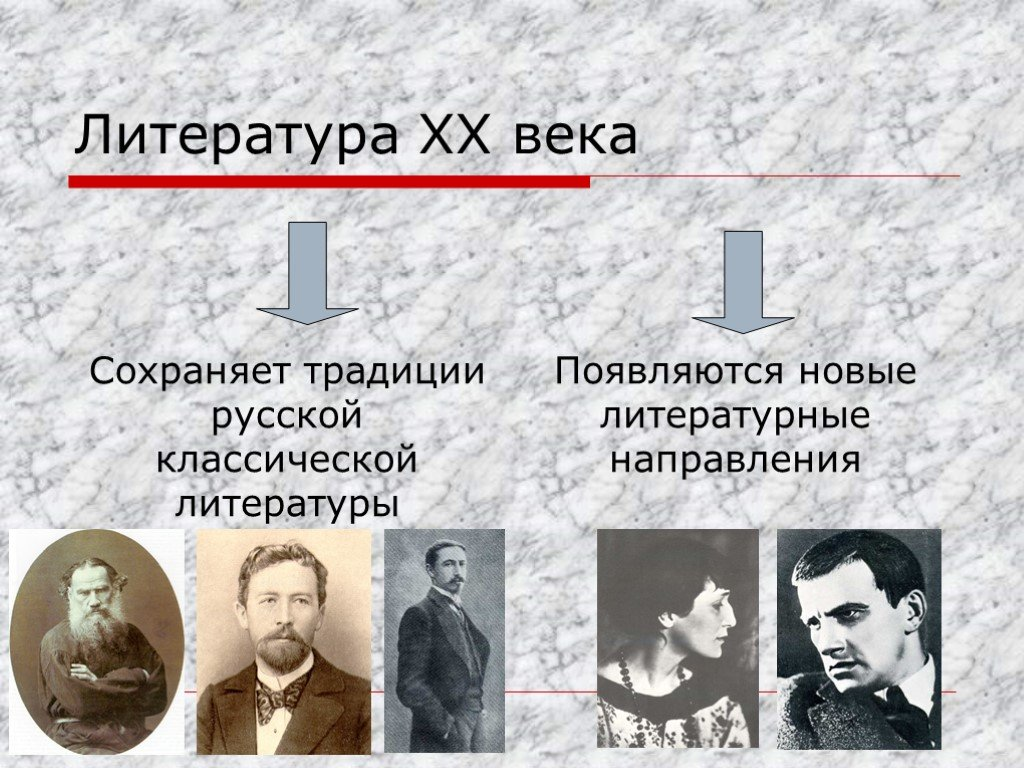 Литература XX века
Сохраняет традиции
русской
классической
литературы
Появляются новые
литературные
направления